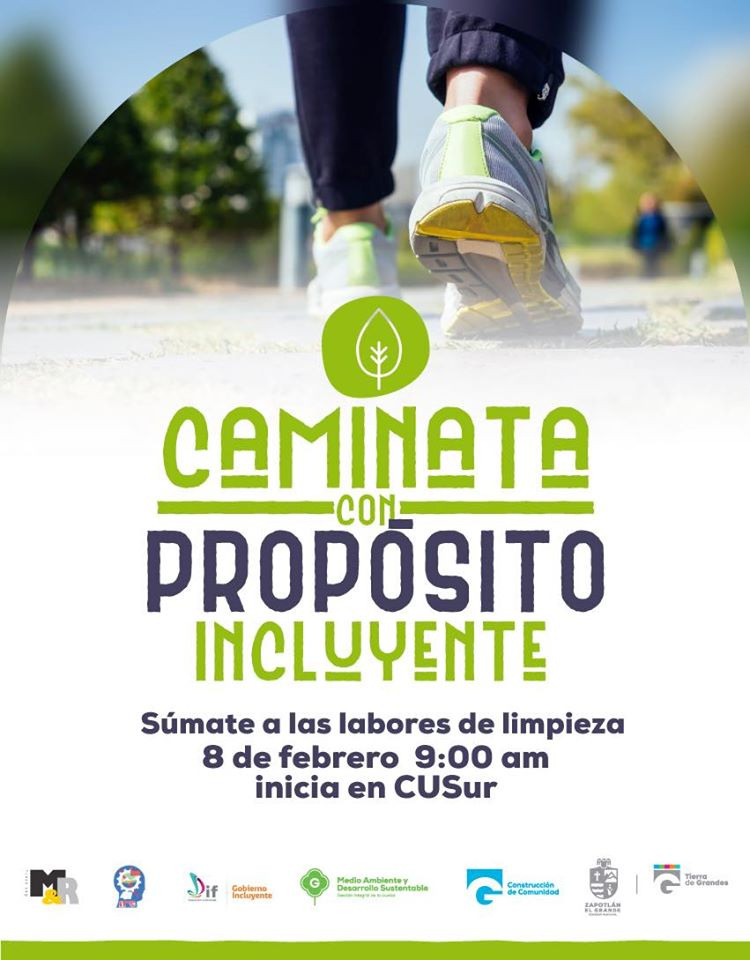 CAMINATA
CON
PROPÓSITO
INCLUYENTE
Súmate a las labores de limpieza
8 de febrero 9:00 am
inicia en CUSur
M&R
Dif
Gobierno
Incluyente
G
Medio Ambiente y
Desarrollo Sustentable
G
Construcción
de Comunidad
ZAPOTLÁN
EL GRANDE
G
Tierra
de Grandes